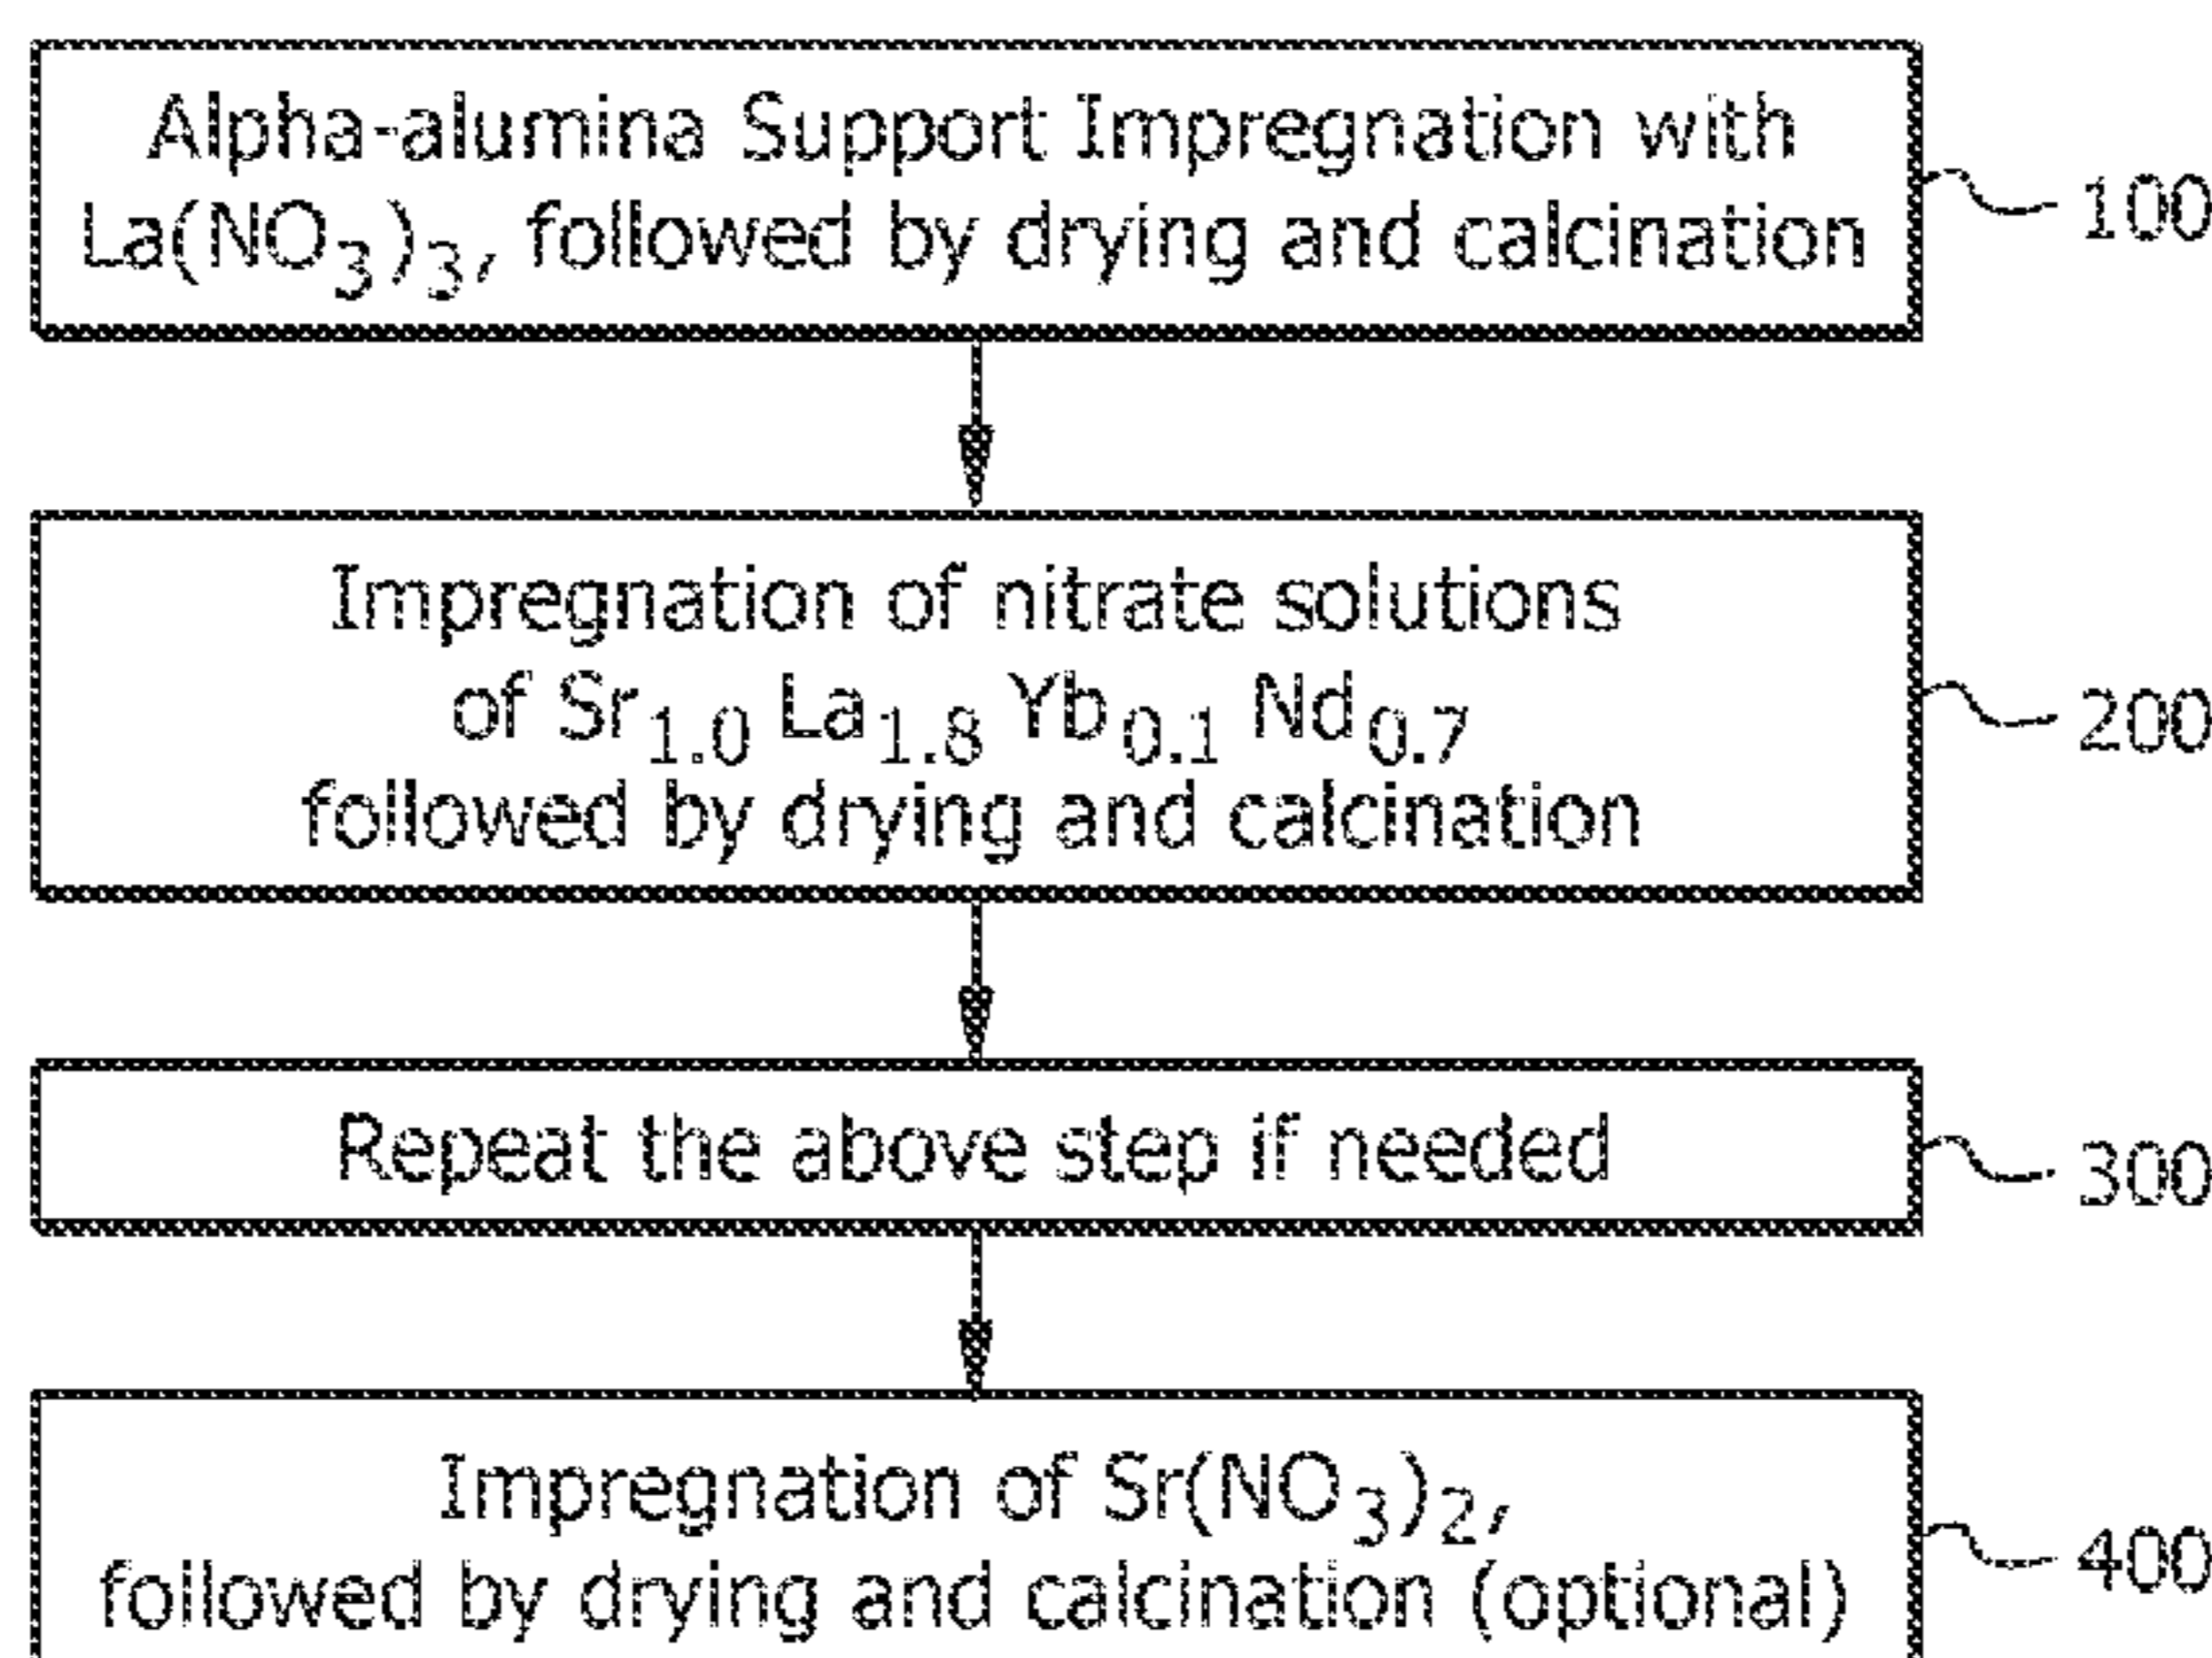 Alpha-alumina Support Impregnation with
La(NO3)3, followed by drying and calcination
100
Impregnation of nitrate solutions
of Sr1.0 La1.8 Yb0.1 Nd0.7
followed by drying and calcination
200
Repeat the above step if needed
300
Impregnation of Sr(NO3)2,
followed by drying and calcination (optional)
400